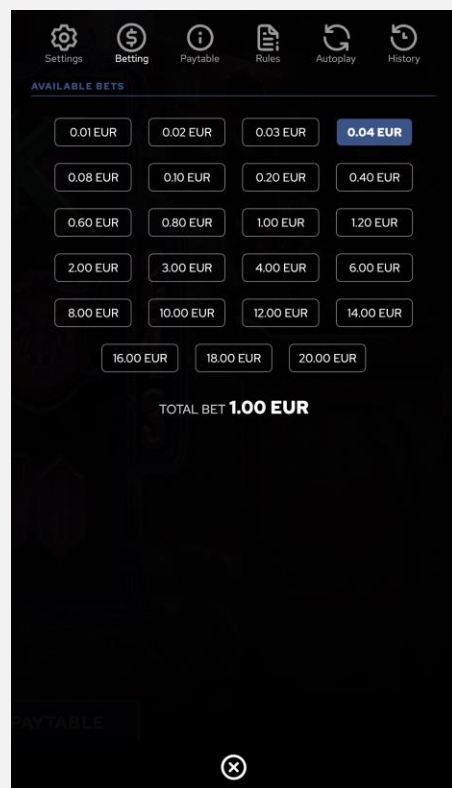 Settings Betting Paytable Rules Autoplay History
AVAILABLE BETS
0.01 EUR 0.02 EUR 0.03 EUR 0.04 EUR
0.08 EUR 0.10 EUR 0.20 EUR 0.40 EUR
0.60 EUR 0.80 EUR 1.00 EUR 1.20 EUR
2.00 EUR 3.00 EUR 4.00 EUR 6.00 EUR
8.00 EUR 10.00 EUR 12.00 EUR 14.00 EUR
16.00 EUR 18.00 EUR 20.00 EUR
TOTAL BET 1.00 EUR
PAYTABLE